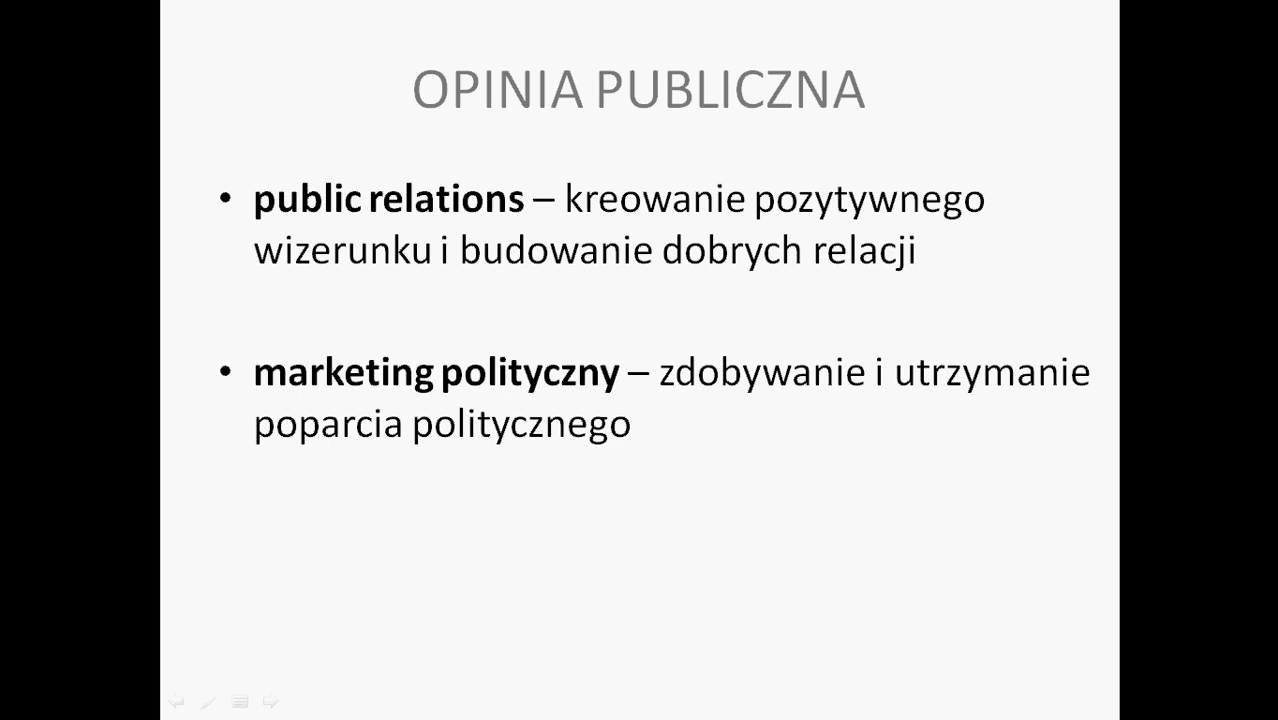 OPINIA PUBLICZNA
• public relations – kreowanie pozytywnego
wizerunku i budowanie dobrych relacji
• marketing polityczny – zdobywanie i utrzymanie
poparcia politycznego